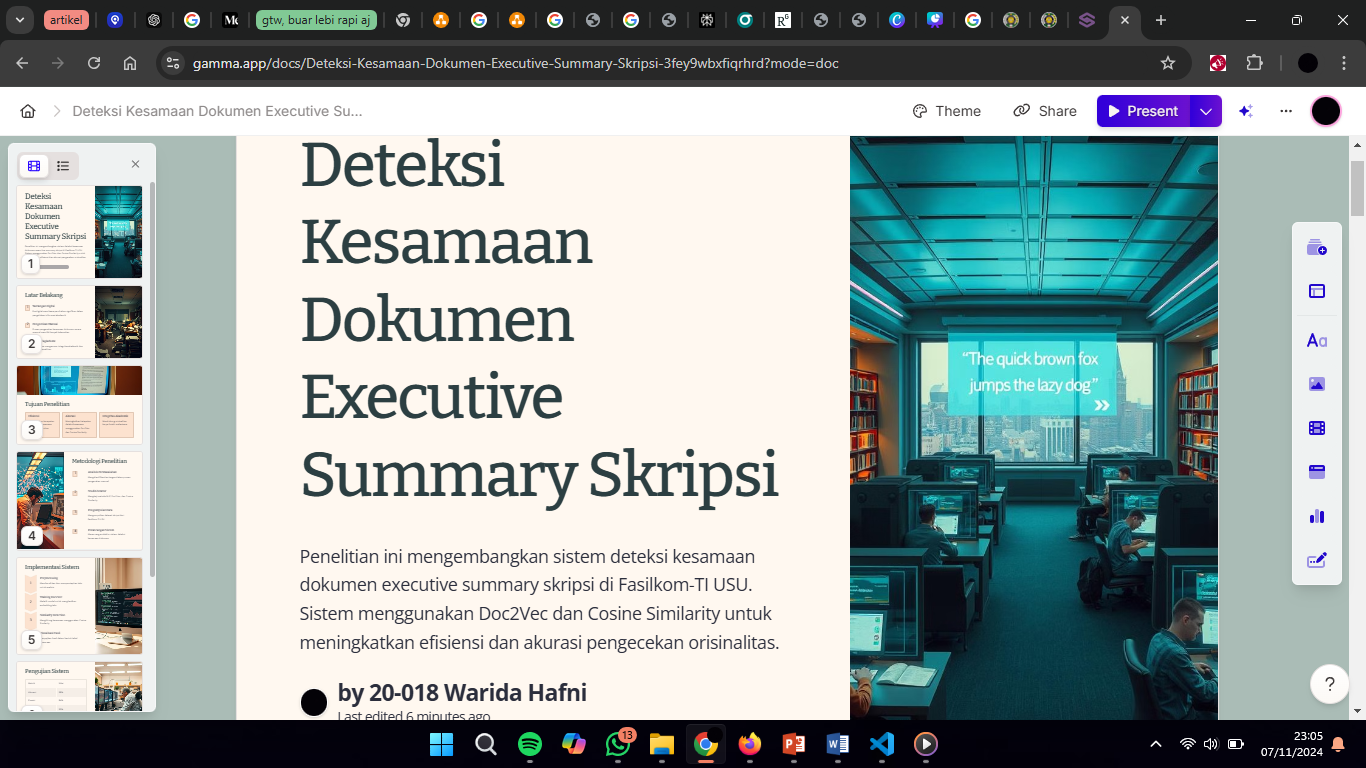 artikel
gtw, buar lebi rapi aj
gamma.app/docs/Deteksi-Kesamaan-Dokumen-Executive-Summary-Skripsi-3fey9wbxfiqrhrd?mode=doc
Deteksi Kesamaan Dokumen Executive Su...
Theme
Share
Present
Deteksi
Kesamaan
Dokumen
Executive
Summary Skripsi
1
Latar Belakang
2
Tujuan Penelitian
3
Metodologi Penelitian
4
Implementasi Sistem
5
Pengujian Sistem
Deteksi
Kesamaan
Dokumen
Executive
Summary Skripsi
Penelitian ini mengembangkan sistem deteksi kesamaan
dokumen executive summary skripsi di Fasilkom-TI USU.
Sistem menggunakan Doc2Vec dan Cosine Similarity untuk
meningkatkan efisiensi dan akurasi pengecekan orisinalitas.
by 20-018 Warida Hafni
Last edited 6 minutes ago
“The quick brown fox
jumps the lazy dog”
Aa
?
13
23:05
07/11/2024